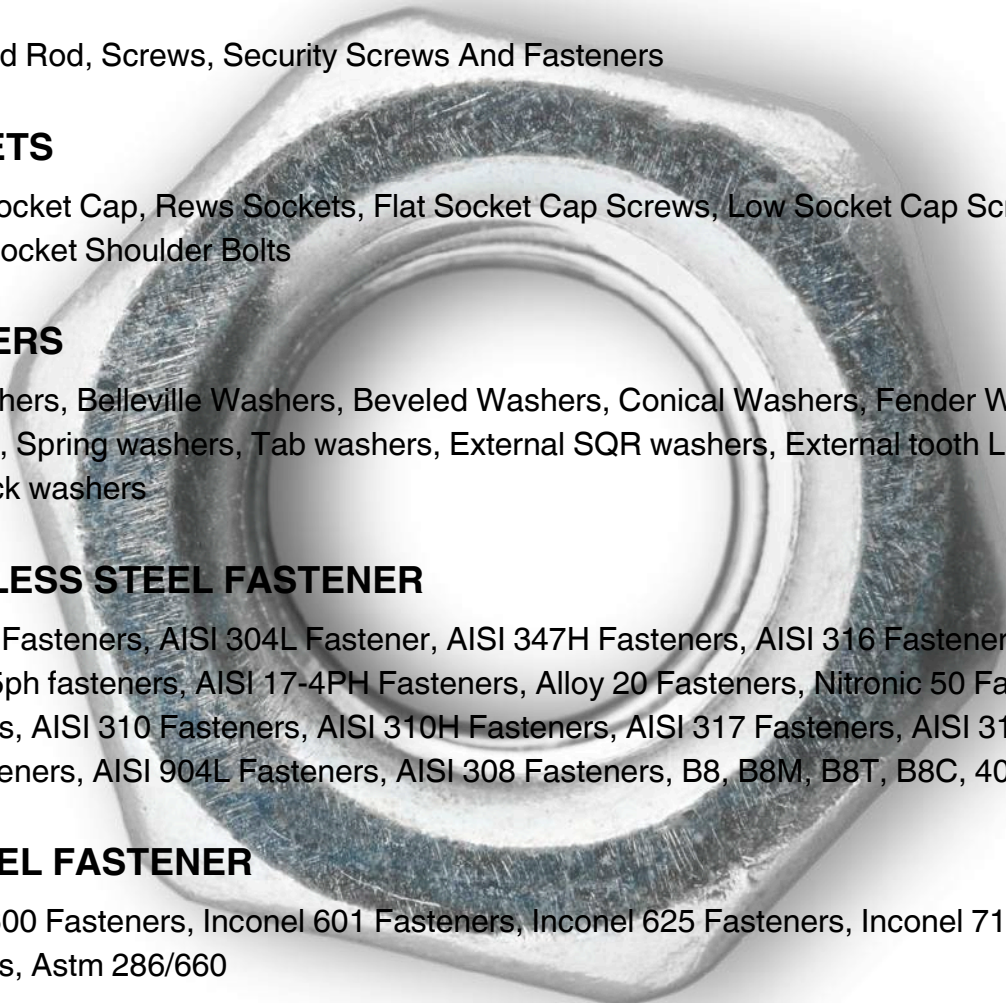 d Rod, Screws, Security Screws And Fasteners
ETS
ocket Cap, Rews Sockets, Flat Socket Cap Screws, Low Socket Cap Scr
ocket Shoulder Bolts
ERS
hers, Belleville Washers, Beveled Washers, Conical Washers, Fender W
, Spring washers, Tab washers, External SQR washers, External tooth L
ck washers
LESS STEEL FASTENER
Fasteners, AISI 304L Fastener, AISI 347H Fasteners, AISI 316 Fastener
5ph fasteners, AISI 17-4PH Fasteners, Alloy 20 Fasteners, Nitronic 50 Fa
s, AISI 310 Fasteners, AISI 310H Fasteners, AISI 317 Fasteners, AISI 31
eners, AISI 904L Fasteners, AISI 308 Fasteners, B8, B8M, B8T, B8C, 40
EL FASTENER
600 Fasteners, Inconel 601 Fasteners, Inconel 625 Fasteners, Inconel 71
s, Astm 286/660